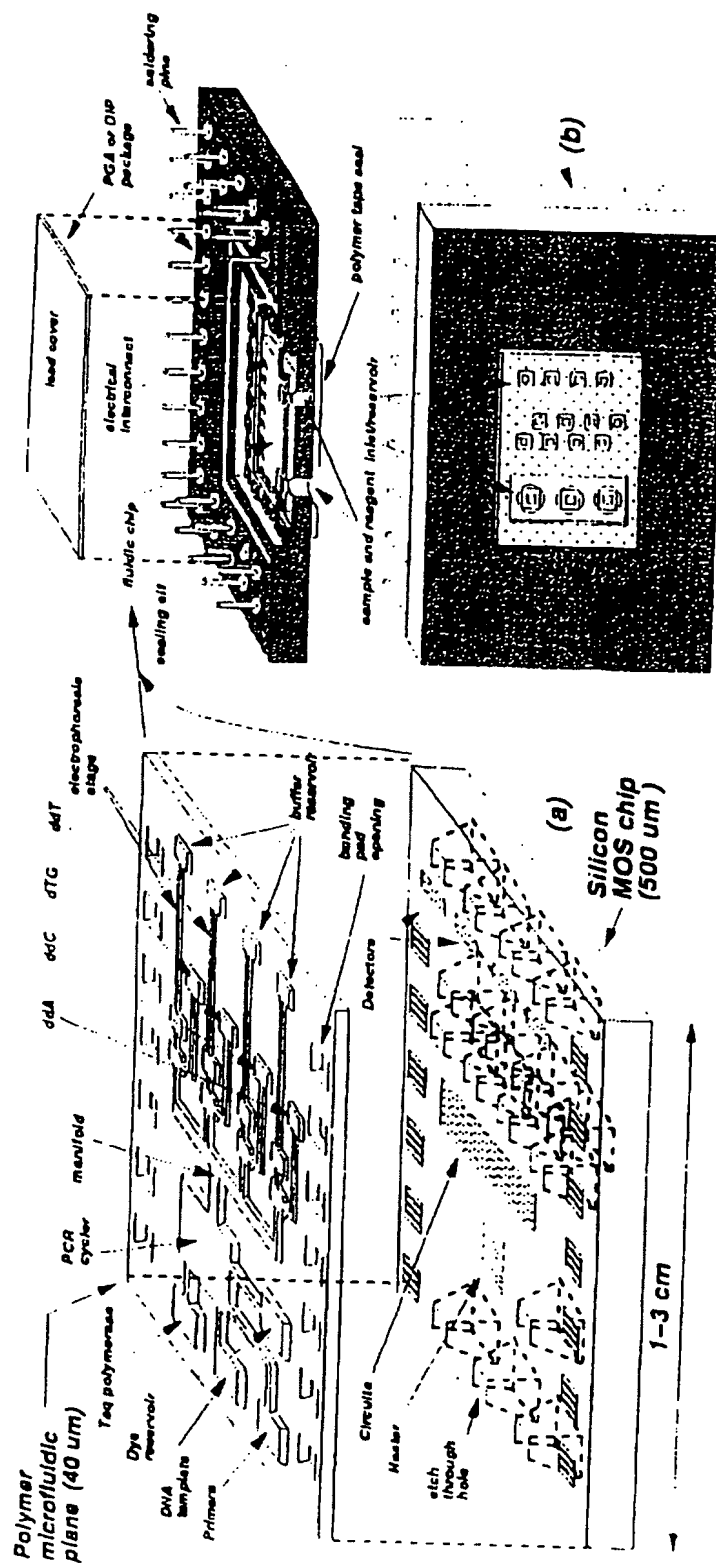 Polymer
microfluidic
plane (40 um)
Taq polymerase
Dye
reservoir
DNA
template
Primers
PCR
cycler
manifold
ddA
ddC
dTG
ddT
electrophoresis
stage
buffer
reservoir
bonding
pad
opening
Detectors
Circuits
Heater
etch
through
hole
1-3 cm
(a)
Silicon
MOS chip
(500 um)
sealing
fluidic chip
electrical
interconnect
lead cover
PGA or DIP
package
soldering
pins
polymer tape seal
sample and reagent inlet/reservoir
(b)